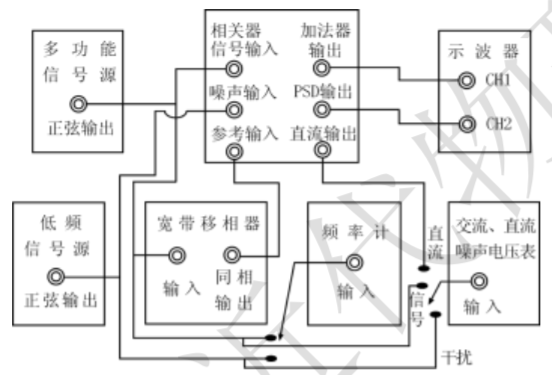 多功能
信号源
正弦输出
相关器
信号输入
加法器
输出
噪声输入
PSD输出
参考输入
直流输出
示波器
CH1
CH2
低频
信号源
正弦输出
宽带移相器
输入
同相
输出
频率计
输入
直流
信号
干扰
交流、直流
噪声电压表
输入
近代物